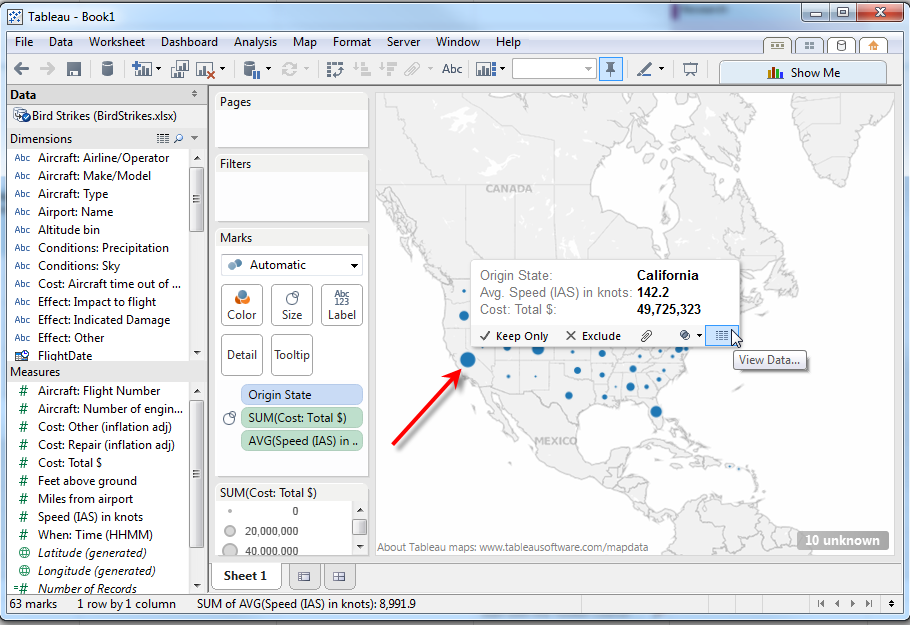 Tableau - Book1
File Data Worksheet Dashboard Analysis Map Format Server Window Help
Abc
Show Me
Data
Bird Strikes (BirdStrikes.xlsx)
Dimensions
Abc Aircraft: Airline/Operator
Abc Aircraft: Make/Model
Abc Aircraft: Type
Abc Airport: Name
Abc Altitude bin
Abc Conditions: Precipitation
Abc Conditions: Sky
Abc Cost: Aircraft time out of ...
Abc Effect: Impact to flight
Abc Effect: Indicated Damage
Abc Effect: Other
FlightDate
Measures
# Aircraft: Flight Number
# Aircraft: Number of engin...
# Cost: Other (inflation adj)
# Cost: Repair (inflation adj)
# Cost: Total $
# Feet above ground
# Miles from airport
# Speed (IAS) in knots
# When: Time (HHMM)
Latitude (generated)
Longitude (generated)
=# Number of Records
Pages
Filters
Marks
Automatic
Color Size Abc 123 Label
Detail Tooltip
Origin State
SUM(Cost: Total $)
AVG(Speed (IAS) in ..
SUM(Cost: Total $)
0
20,000,000
40,000,000
CANADA
Origin State: California
Avg. Speed (IAS) in knots: 142.2
Cost: Total $: 49,725,323
Keep Only Exclude
View Data...
MEXICO
About Tableau maps: www.tableausoftware.com/mapdata
10 unknown
Sheet 1
63 marks 1 row by 1 column SUM of AVG(Speed (IAS) in knots): 8,991.9